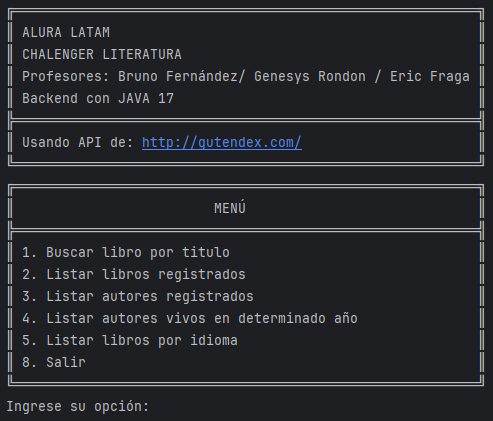 ALURA LATAM
CHALENGER LITERATURA
Profesores: Bruno Fernández/ Genesys Rondon / Eric Fraga
Backend con JAVA 17
Usando API de: http://gutendex.com/
MENÚ
1. Buscar libro por titulo
2. Listar libros registrados
3. Listar autores registrados
4. Listar autores vivos en determinado año
5. Listar libros por idioma
8. Salir
Ingrese su opción: